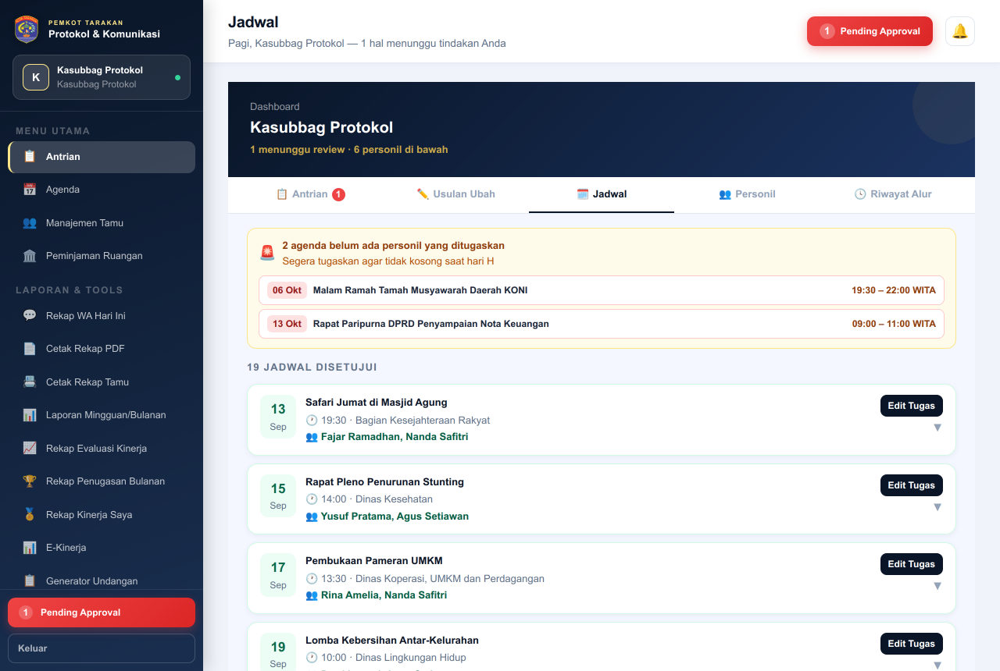 PEMKOT TARAKAN
Protokol & Komunikasi
K
Kasubbag Protokol
Kasubbag Protokol
MENU UTAMA
Antrian
Agenda
Manajemen Tamu
Peminjaman Ruangan
LAPORAN & TOOLS
Rekap WA Hari Ini
Cetak Rekap PDF
Cetak Rekap Tamu
Laporan Mingguan/Bulanan
Rekap Evaluasi Kinerja
Rekap Penugasan Bulanan
Rekap Kinerja Saya
E-Kinerja
Generator Undangan
1 Pending Approval
Keluar
Jadwal
Pagi, Kasubbag Protokol — 1 hal menunggu tindakan Anda
1 Pending Approval
Dashboard
Kasubbag Protokol
1 menunggu review · 6 personil di bawah
Antrian 1
Usulan Ubah
Jadwal
Personil
Riwayat Alur
2 agenda belum ada personil yang ditugaskan
Segera tugaskan agar tidak kosong saat hari H
06 Okt Malam Ramah Tamah Musyawarah Daerah KONI 19:30 – 22:00 WITA
13 Okt Rapat Paripurna DPRD Penyampaian Nota Keuangan 09:00 – 11:00 WITA
19 JADWAL DISETUJUI
13 Sep
Safari Jumat di Masjid Agung
19:30 · Bagian Kesejahteraan Rakyat
Fajar Ramadhan, Nanda Safitri
Edit Tugas
15 Sep
Rapat Pleno Penurunan Stunting
14:00 · Dinas Kesehatan
Yusuf Pratama, Agus Setiawan
Edit Tugas
17 Sep
Pembukaan Pameran UMKM
13:30 · Dinas Koperasi, UMKM dan Perdagangan
Rina Amelia, Nanda Safitri
Edit Tugas
19 Sep
Lomba Kebersihan Antar-Kelurahan
10:00 · Dinas Lingkungan Hidup
Edit Tugas